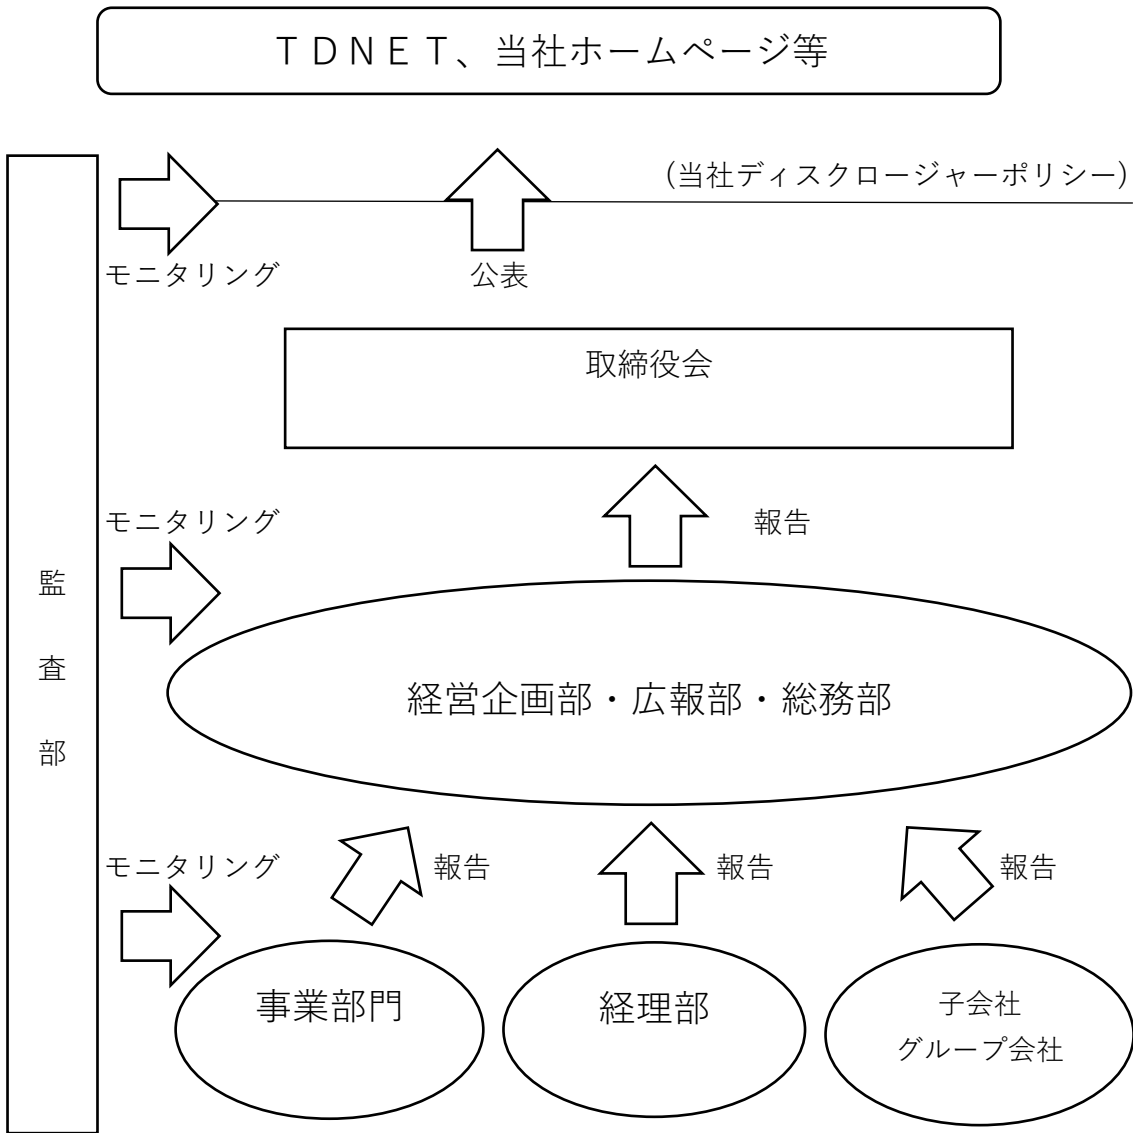 ＴＤＮＥＴ、当社ホームページ等
(当社ディスクロージャーポリシー)
モニタリング
公表
取締役会
モニタリング
報告
監査部
経営企画部・広報部・総務部
モニタリング
報告
報告
報告
事業部門
経理部
子会社
グループ会社